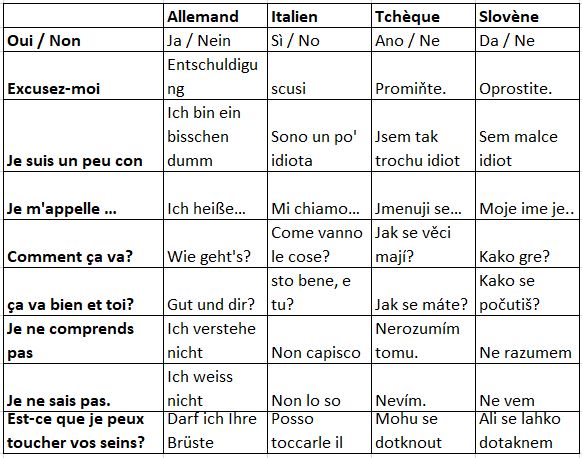 Allemand
Italien
Tchèque
Slovène
Oui / Non
Ja / Nein
Sì / No
Ano / Ne
Da / Ne
Excusez-moi
Entschuldigu
ng
scusi
Promiňte.
Oprostite.
Je suis un peu con
Ich bin ein
bisschen
dumm
Sono un po'
idiota
Jsem tak
trochu idiot
Sem malce
idiot
Je m'appelle …
Ich heiße…
Mi chiamo…
Jmenuji se…
Moje ime je..
Comment ça va?
Wie geht's?
Come vanno
le cose?
Jak se věci
mají?
Kako gre?
ça va bien et toi?
Gut und dir?
sto bene, e
tu?
Jak se máte?
Kako se
počutiš?
Je ne comprends
pas
Ich verstehe
nicht
Non capisco
Nerozumím
tomu.
Ne razumem
Je ne sais pas.
Ich weiss
nicht
Non lo so
Nevím.
Ne vem
Est-ce que je peux
toucher vos seins?
Darf ich Ihre
Brüste
Posso
toccarle il
Mohu se
dotknout
Ali se lahko
dotaknem